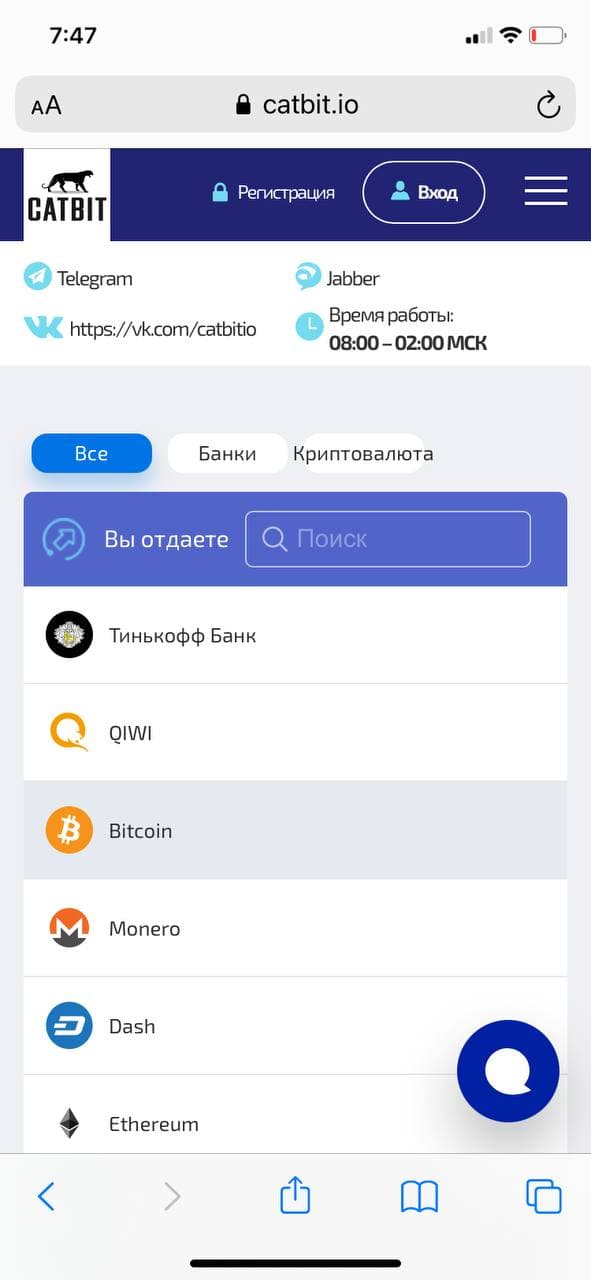 7:47
AA
catbit.io
CATBIT
Регистрация
Вход
Telegram
Jabber
https://vk.com/catbitio
Время работы:
08:00 – 02:00 МСК
Все
Банки
Криптовалюта
Вы отдаете
Поиск
Тинькофф Банк
QIWI
Bitcoin
Monero
Dash
Ethereum